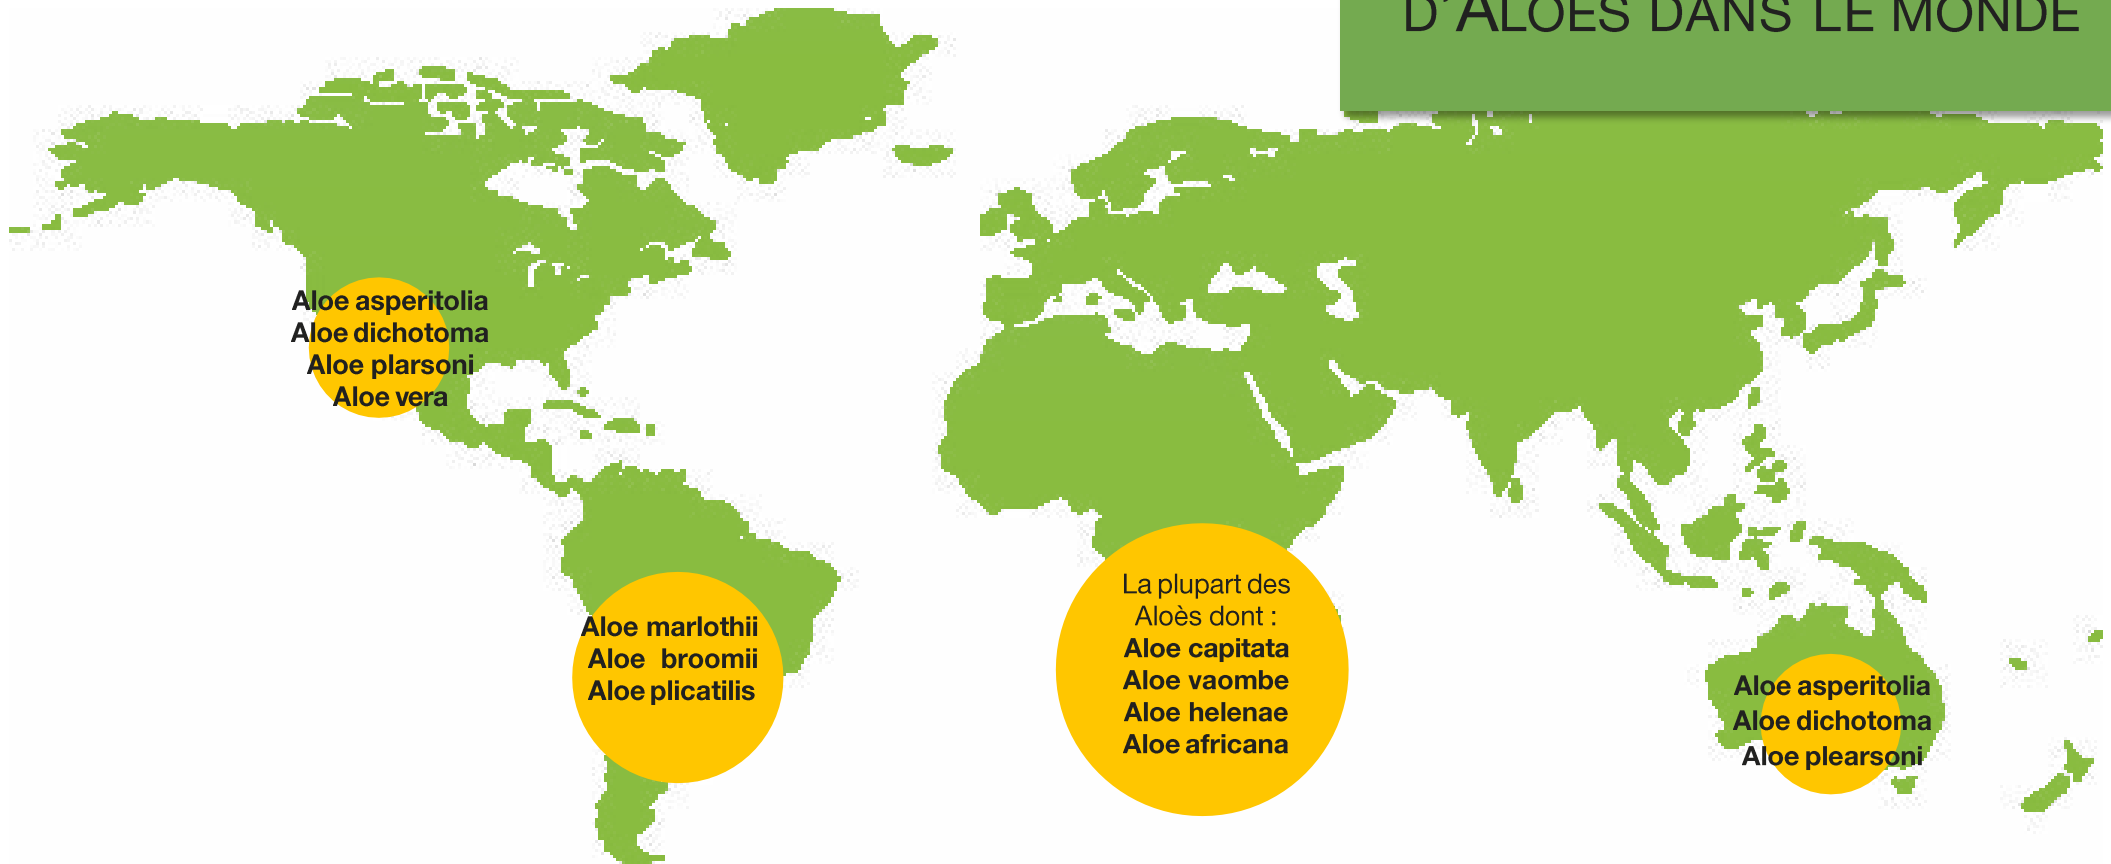 D'ALOES DANS LE MONDE
Aloe asperitolia
Aloe dichotoma
Aloe plarsoni
Aloe vera
Aloe marlothii
Aloe broomii
Aloe plicatilis
La plupart des
Aloès dont :
Aloe capitata
Aloe vaombe
Aloe helenae
Aloe africana
Aloe asperitolia
Aloe dichotoma
Aloe plearsoni